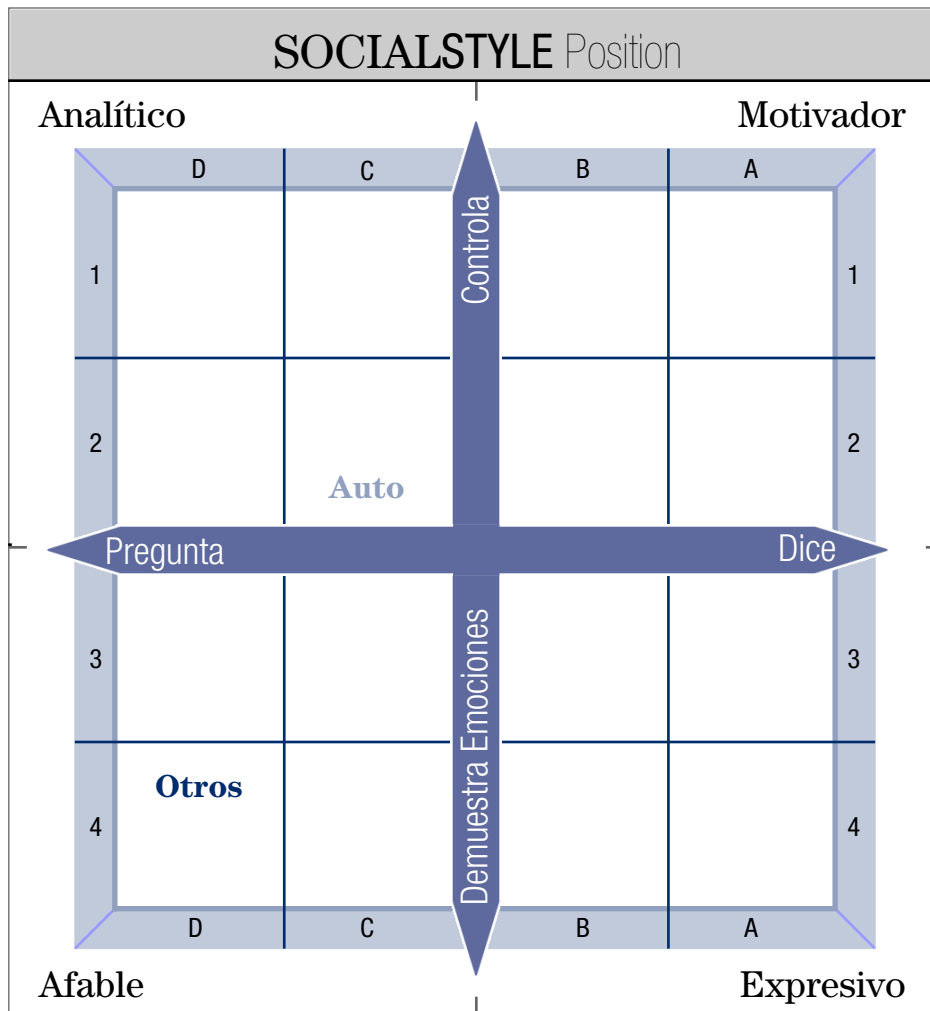 SOCIALSTYLE Position
Analítico Motivador
D C B A
Controla
1 1
2 2
Auto
Pregunta Dice
Demuestra Emociones
3 3
Otros
4 4
D C B A
Afable Expresivo